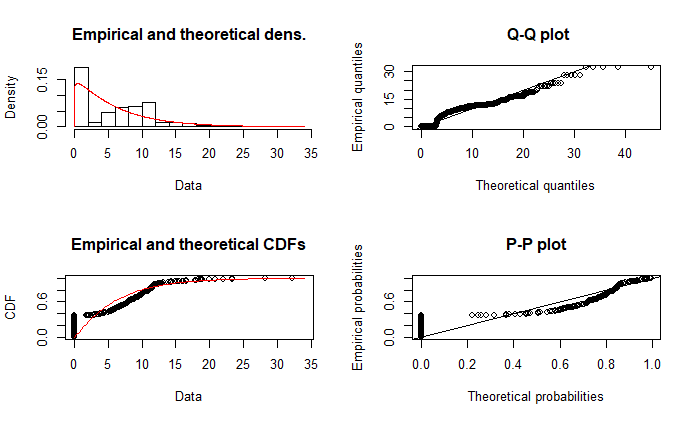 Empirical and theoretical dens.
Density
0.00 0.15
0 5 10 15 20 25 30 35
Data
Q-Q plot
Empirical quantiles
0 15 30
0 10 20 30 40
Theoretical quantiles
Empirical and theoretical CDFs
CDF
0.0 0.6
0 5 10 15 20 25 30 35
Data
P-P plot
Empirical probabilities
0.0 0.6
0.0 0.2 0.4 0.6 0.8 1.0
Theoretical probabilities